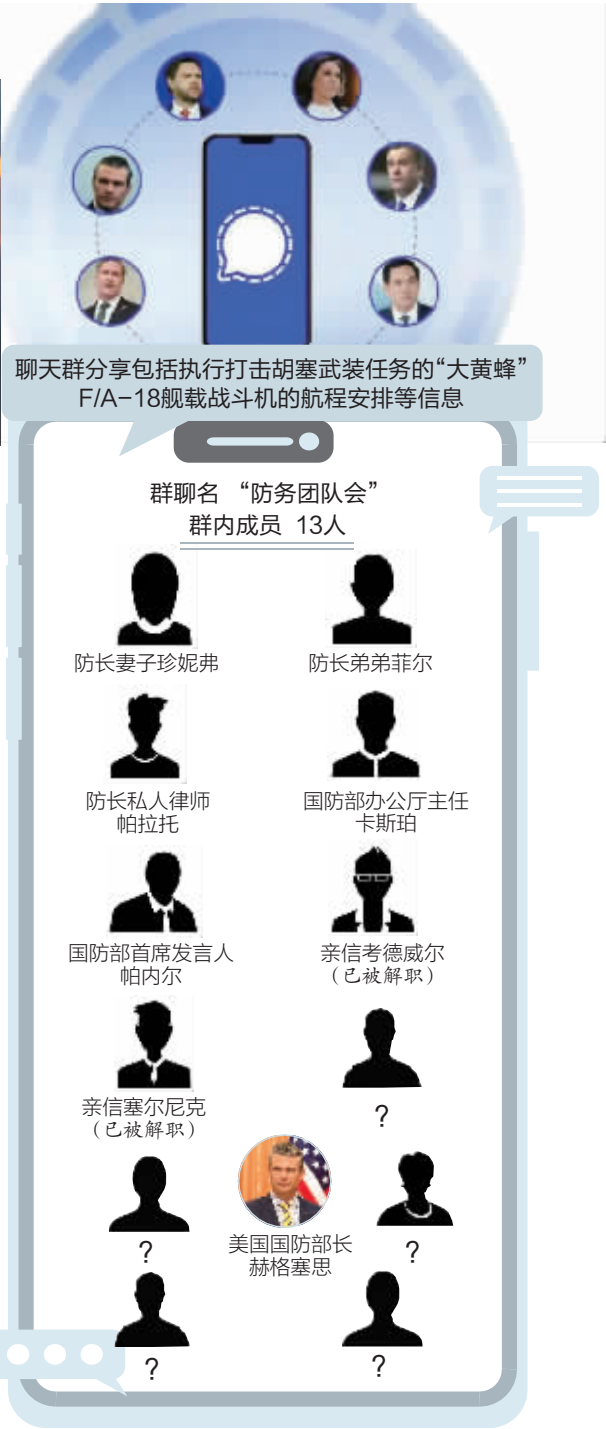 聊天群分享包括执行打击胡塞武装任务的“大黄蜂”
F/A-18舰载战斗机的航程安排等信息
群聊名 “防务团队会”
群内成员 13人
防长妻子珍妮弗
防长弟弟菲尔
防长私人律师
帕拉托
国防部办公厅主任
卡斯珀
国防部首席发言人
帕内尔
亲信考德威尔
（已被解职）
亲信塞尔尼克
（已被解职）
?
?
美国国防部长
赫格塞思
?
?
?